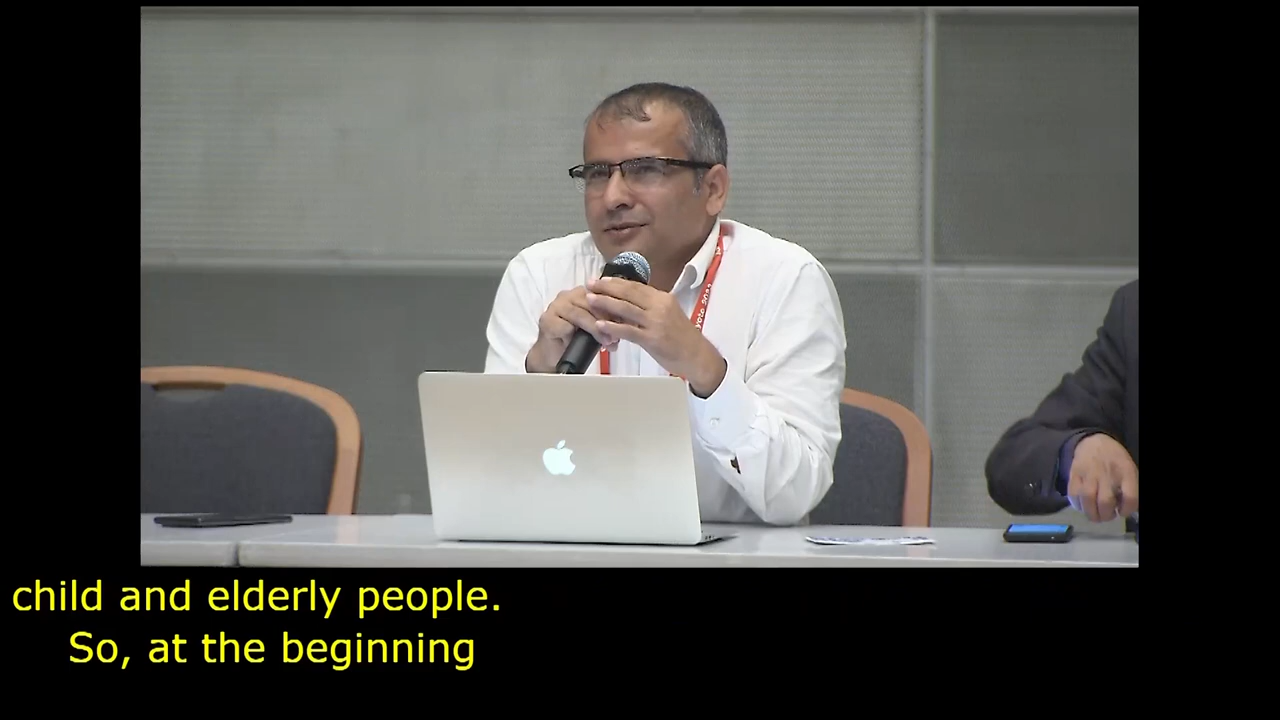 child and elderly people.
So, at the beginning